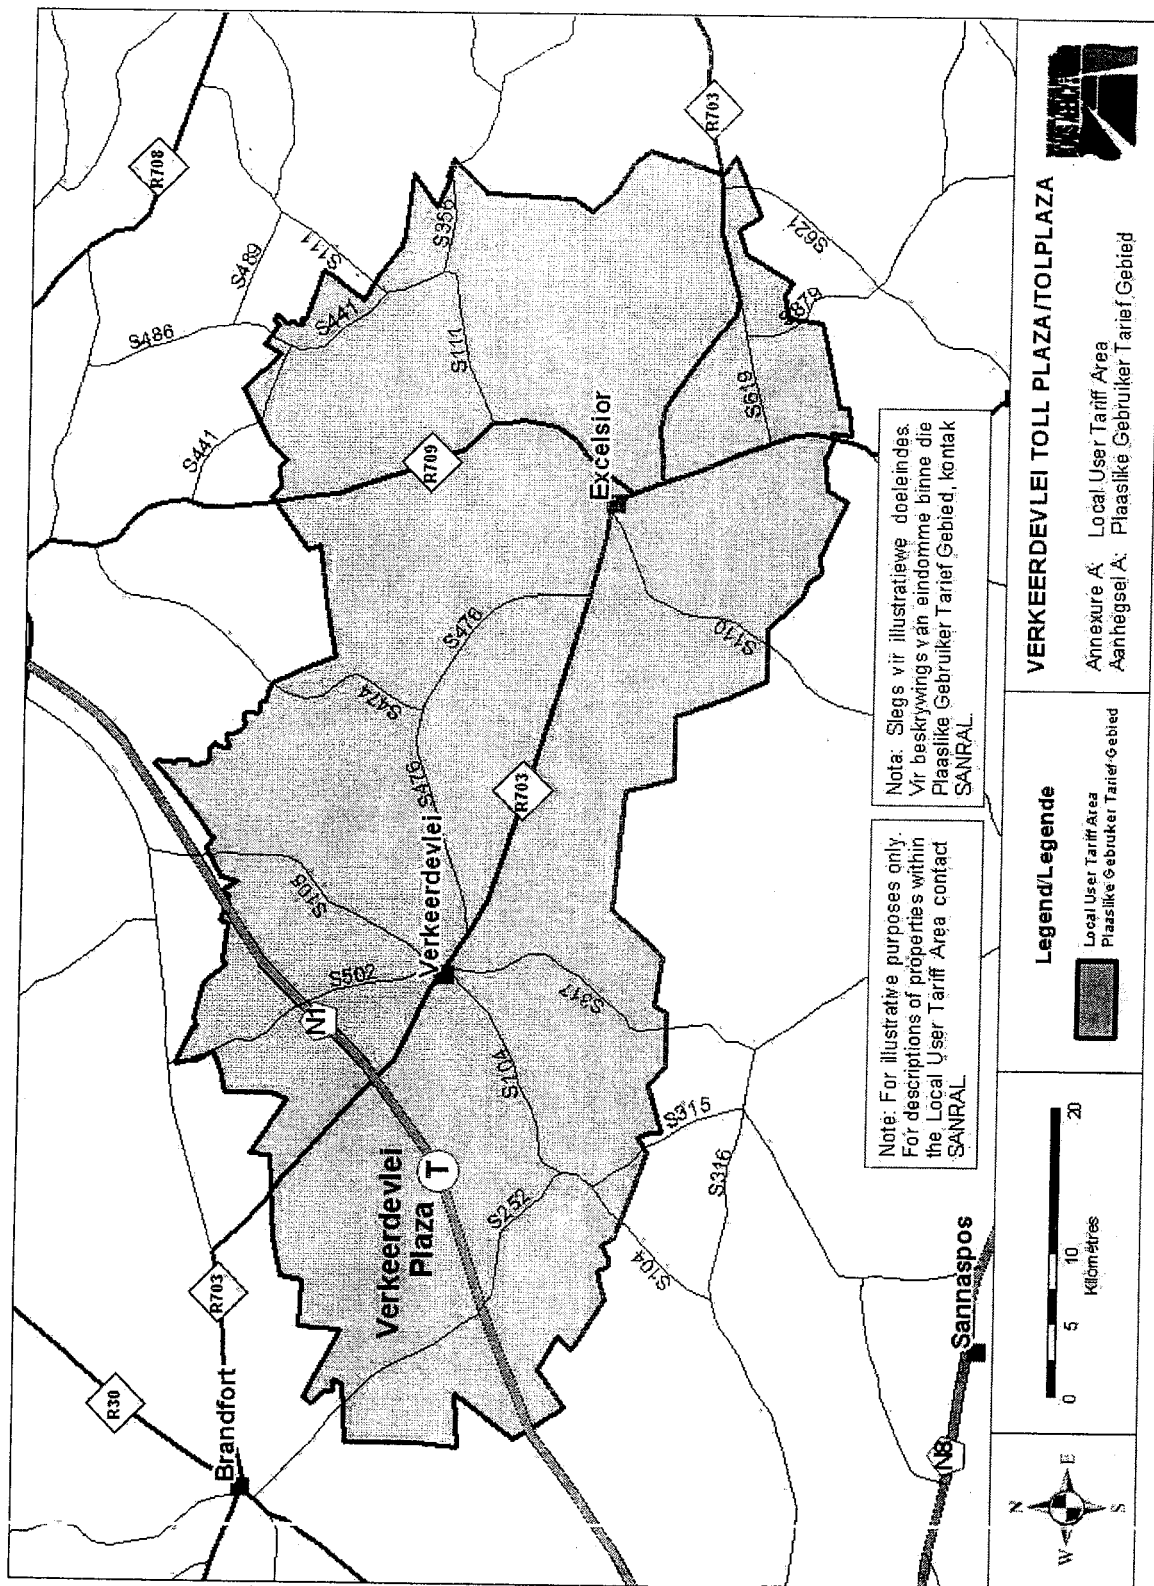 R708
R703
S489
S111
S356
S486
S441
S621
S879
S111
S441
R709
S619
Excelsior
S476
S110
S474
S476
R703
S105
Verkeerdevlei
S502
N1
S317
S104
Verkeerdevlei
Plaza
T
S315
S316
S252
S104
R703
R30
Brandfort
Sannaspos
N8
Nota: Slegs vir illustratiewe doeleindes.
Vir beskrywings van eindomme binne die
Plaaslike Gebruiker Tarief Gebied, kontak
SANRAL.
Note: For illustrative purposes only.
For descriptions of properties within
the Local User Tariff Area contact
SANRAL.
N
W
E
S
0
5
10
20
Kilometres
Legend/Legende
Local User Tariff Area
Plaaslike Gebruiker Tarief Gebied
VERKEERDEVLEI TOLL PLAZA/TOLPLAZA
Annexure A: Local User Tariff Area
Aanhegsel A: Plaaslike Gebruiker Tarief Gebied